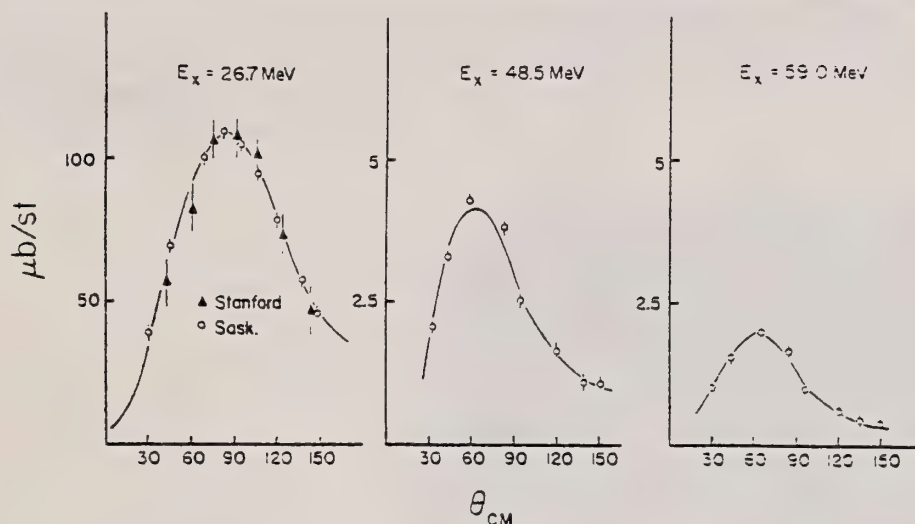 E_x = 26.7 MeV
E_x = 48.5 MeV
E_x = 59.0 MeV
μb/st
100
50
▲ Stanford
○ Sask.
30 60 90 120 150
5
2.5
30 60 90 120 150
5
2.5
30 60 90 120 150
θ_CM